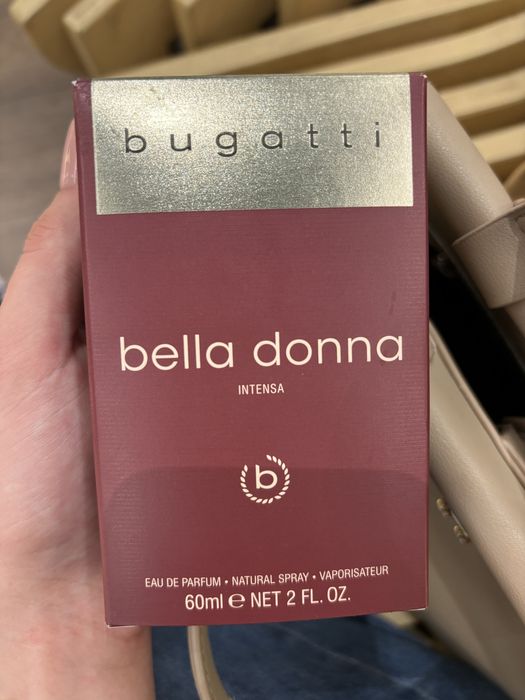 bugatti
bella donna
INTENSA
b
EAU DE PARFUM • NATURAL SPRAY • VAPORISATEUR
60ml ℮ NET 2 FL. OZ.